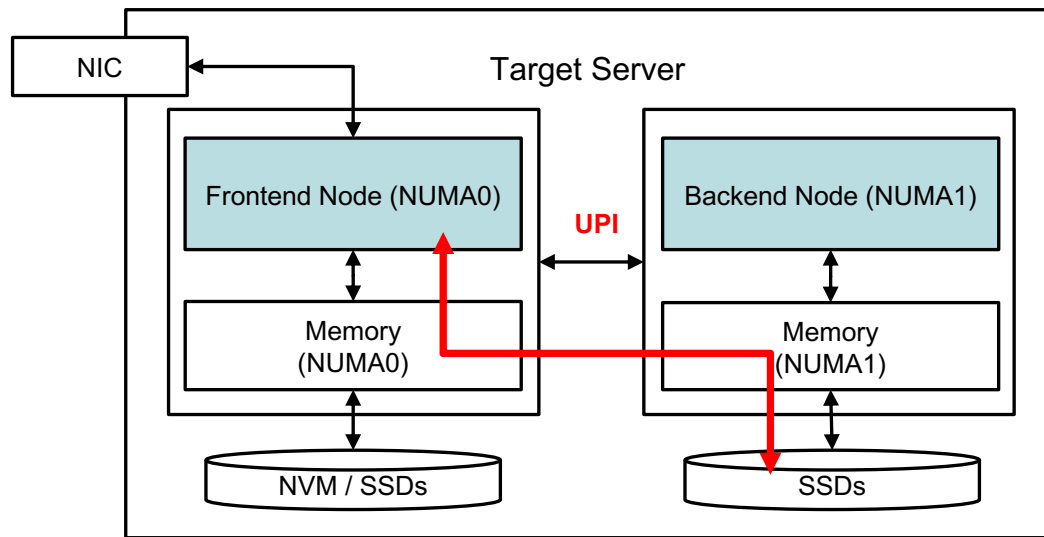 NIC
Target Server
Frontend Node (NUMA0)
UPI
Backend Node (NUMA1)
Memory
(NUMA0)
Memory
(NUMA1)
NVM / SSDs
SSDs